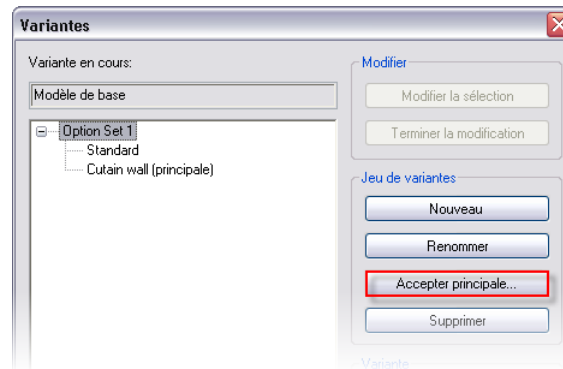 Variantes
Variante en cours:
Modèle de base
Option Set 1
Standard
Cutain wall (principale)
Modifier
Modifier la sélection
Terminer la modification
Jeu de variantes
Nouveau
Renommer
Accepter principale...
Supprimer
Variante